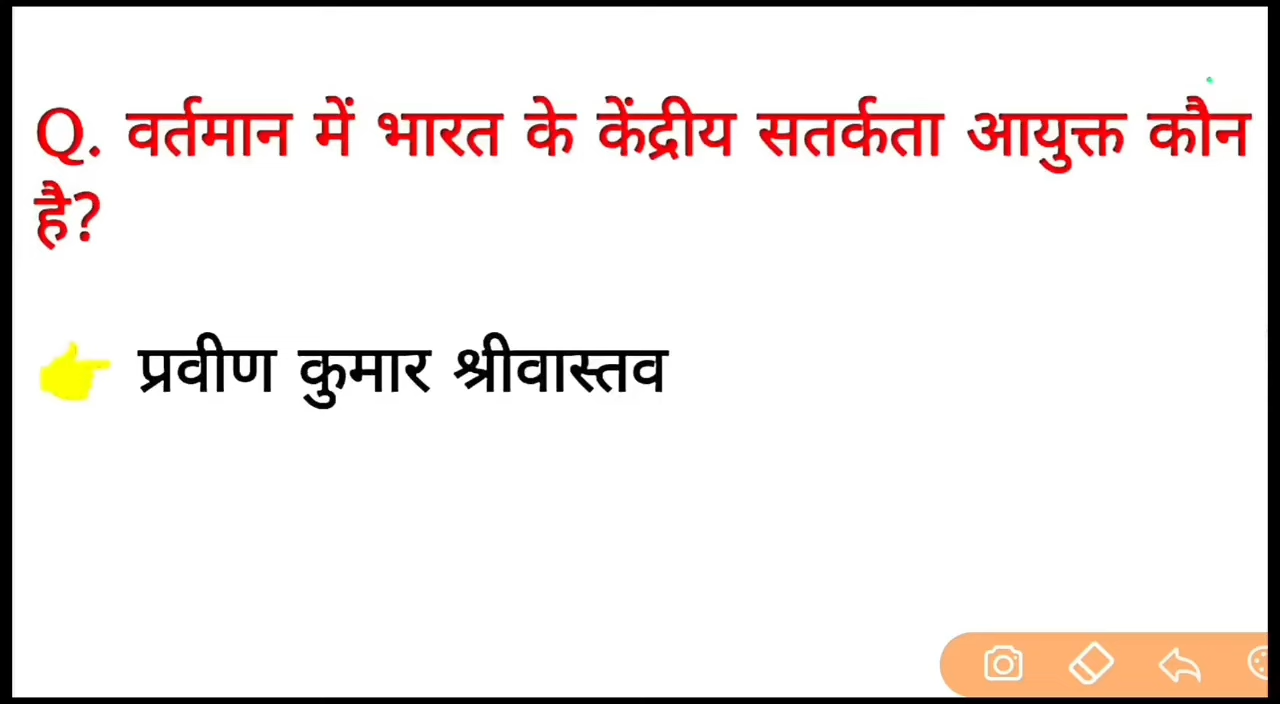 Q. वर्तमान में भारत के केंद्रीय सतर्कता आयुक्त कौन
है?
👉 प्रवीण कुमार श्रीवास्तव